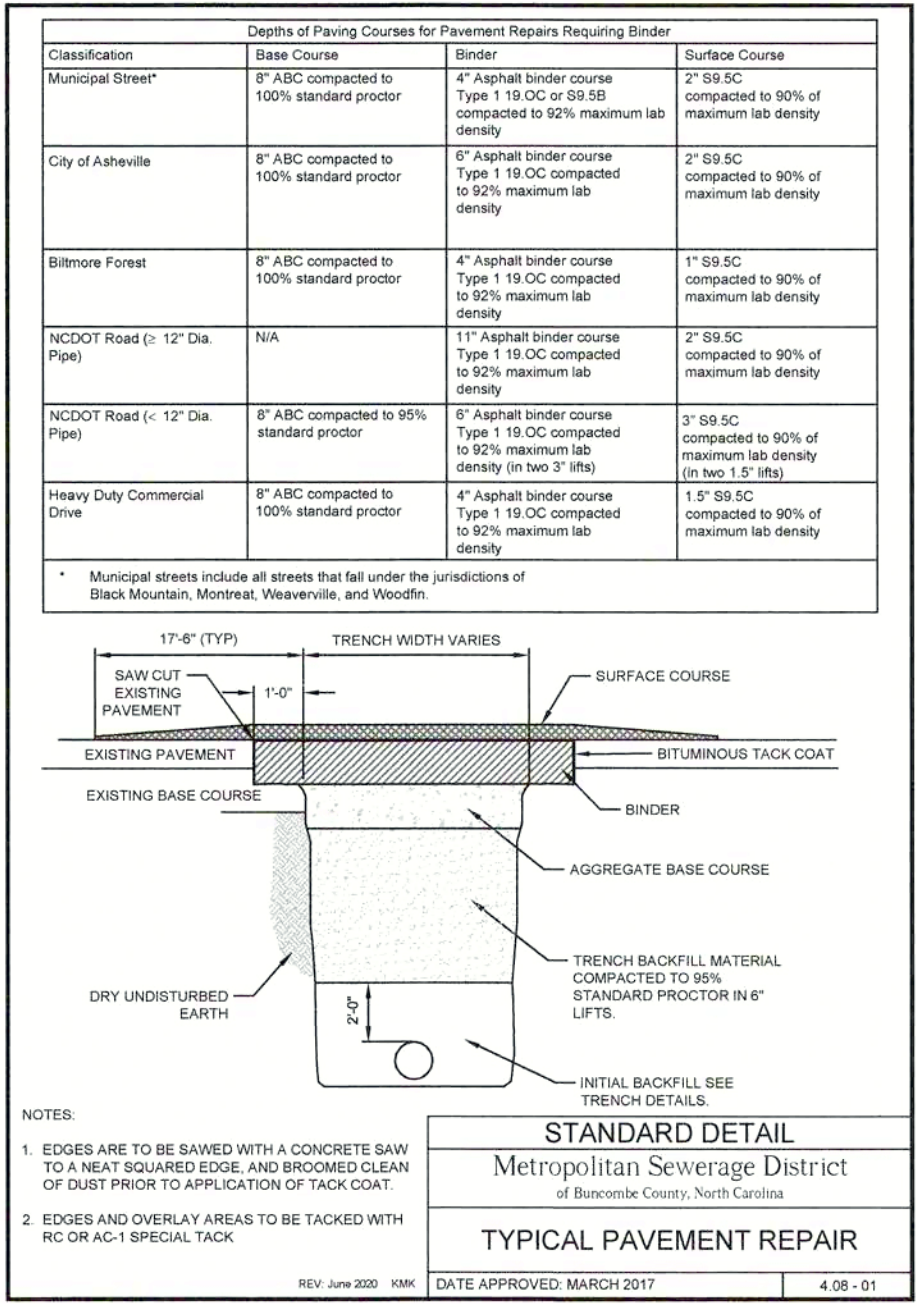 Depths of Paving Courses for Pavement Repairs Requiring Binder
Classification
Base Course
Binder
Surface Course
Municipal Street*
8" ABC compacted to
100% standard proctor
4" Asphalt binder course
Type 1 19.OC or S9.5B
compacted to 92% maximum lab
density
2" S9.5C
compacted to 90% of
maximum lab density
City of Asheville
8" ABC compacted to
100% standard proctor
6" Asphalt binder course
Type 1 19.OC compacted
to 92% maximum lab
density
2" S9.5C
compacted to 90% of
maximum lab density
Biltmore Forest
8" ABC compacted to
100% standard proctor
4" Asphalt binder course
Type 1 19.OC compacted
to 92% maximum lab
density
1" S9.5C
compacted to 90% of
maximum lab density
NCDOT Road (≥ 12" Dia.
Pipe)
N/A
11" Asphalt binder course
Type 1 19.OC compacted
to 92% maximum lab
density
2" S9.5C
compacted to 90% of
maximum lab density
NCDOT Road (< 12" Dia.
Pipe)
8" ABC compacted to 95%
standard proctor
6" Asphalt binder course
Type 1 19.OC compacted
to 92% maximum lab
density (in two 3" lifts)
3" S9.5C
compacted to 90% of
maximum lab density
(in two 1.5" lifts)
Heavy Duty Commercial
Drive
8" ABC compacted to
100% standard proctor
4" Asphalt binder course
Type 1 19.OC compacted
to 92% maximum lab
density
1.5" S9.5C
compacted to 90% of
maximum lab density
* Municipal streets include all streets that fall under the jurisdictions of
Black Mountain, Montreat, Weaverville, and Woodfin.
17'-6" (TYP)
TRENCH WIDTH VARIES
SAW CUT
EXISTING
PAVEMENT
1'-0"
SURFACE COURSE
EXISTING PAVEMENT
BITUMINOUS TACK COAT
EXISTING BASE COURSE
BINDER
AGGREGATE BASE COURSE
TRENCH BACKFILL MATERIAL
COMPACTED TO 95%
STANDARD PROCTOR IN 6"
LIFTS.
DRY UNDISTURBED
EARTH
2'-0"
INITIAL BACKFILL SEE
TRENCH DETAILS.
NOTES:
1. EDGES ARE TO BE SAWED WITH A CONCRETE SAW
TO A NEAT SQUARED EDGE, AND BROOMED CLEAN
OF DUST PRIOR TO APPLICATION OF TACK COAT.
2. EDGES AND OVERLAY AREAS TO BE TACKED WITH
RC OR AC-1 SPECIAL TACK
REV: June 2020 KMK
STANDARD DETAIL
Metropolitan Sewerage District
of Buncombe County, North Carolina
TYPICAL PAVEMENT REPAIR
DATE APPROVED: MARCH 2017
4.08 - 01